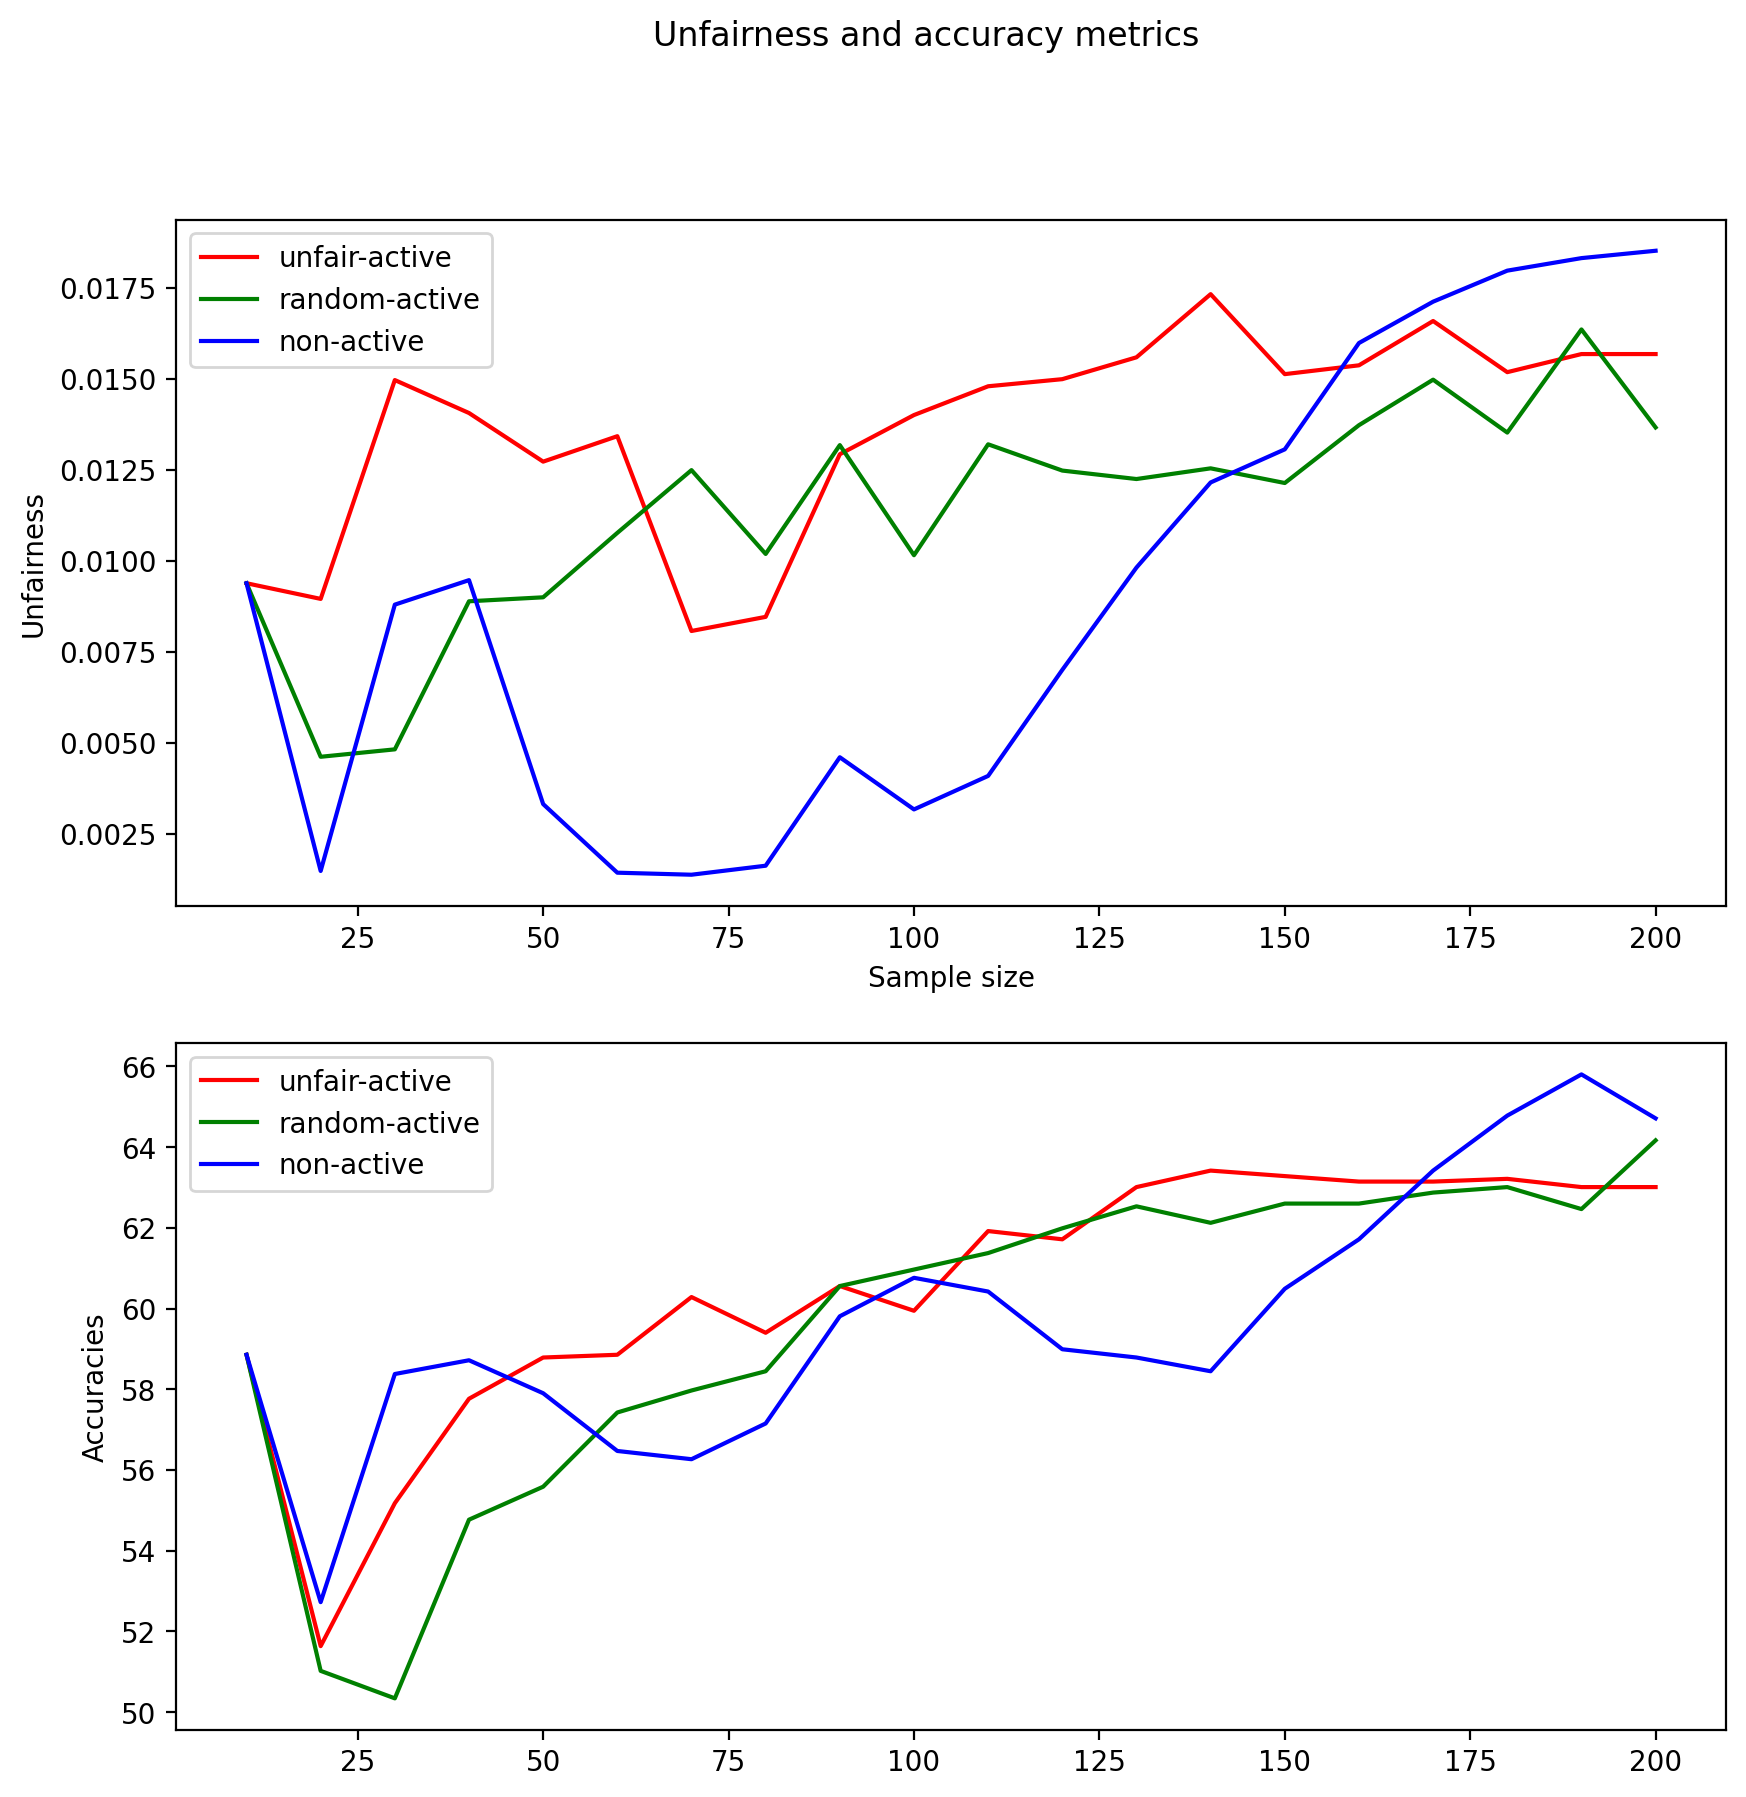 Unfairness and accuracy metrics
unfair-active
random-active
non-active
0.0175
0.0150
0.0125
0.0100
0.0075
0.0050
0.0025
Unfairness
25 50 75 100 125 150 175 200
Sample size
unfair-active
random-active
non-active
66
64
62
60
58
56
54
52
50
Accuracies
25 50 75 100 125 150 175 200